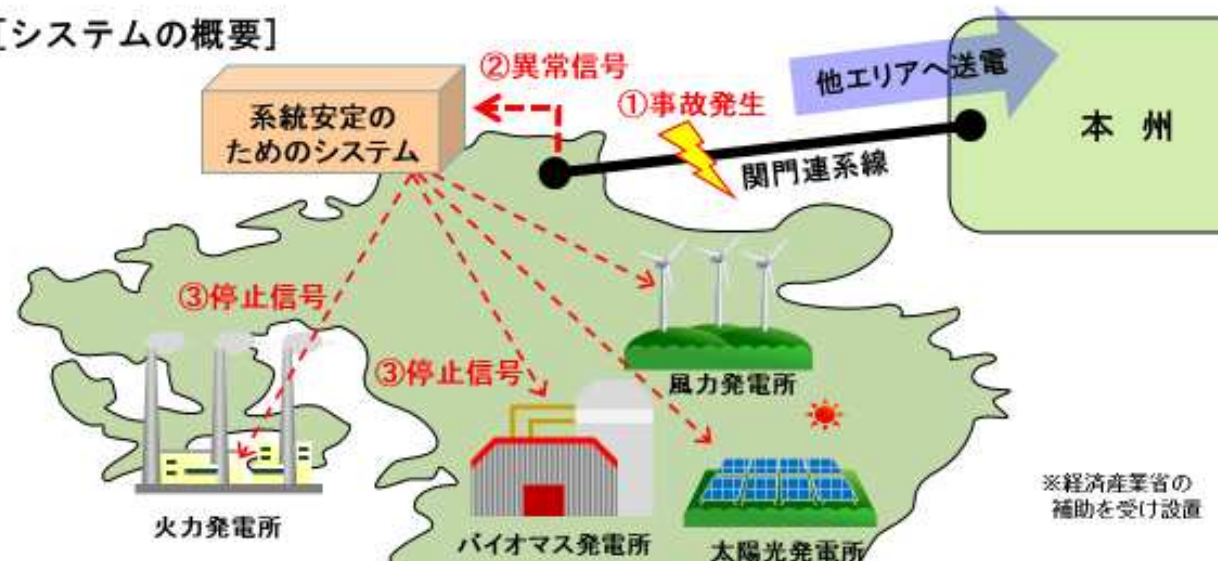 [システムの概要]
系統安定の
ためのシステム
②異常信号
①事故発生
他エリアへ送電
本 州
関門連系線
③停止信号
③停止信号
風力発電所
火力発電所
バイオマス発電所
太陽光発電所
※経済産業省の
補助を受け設置